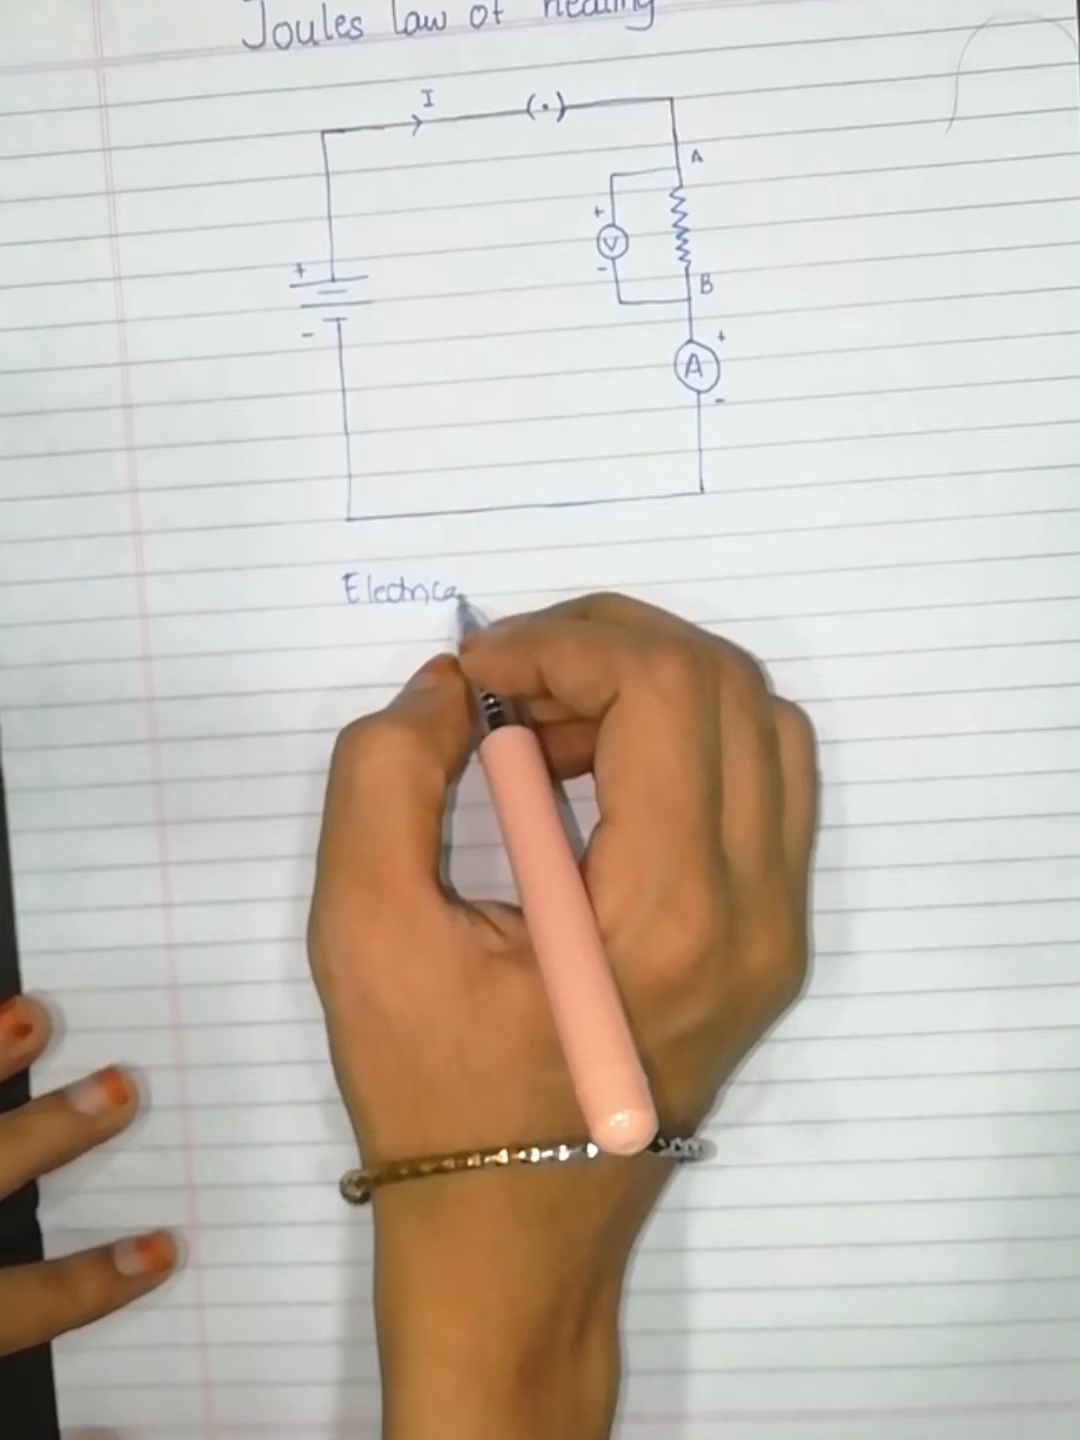 Joules law of heating
I
(.)
A
+
V
-
+
B
-
+
A
-
Electrica